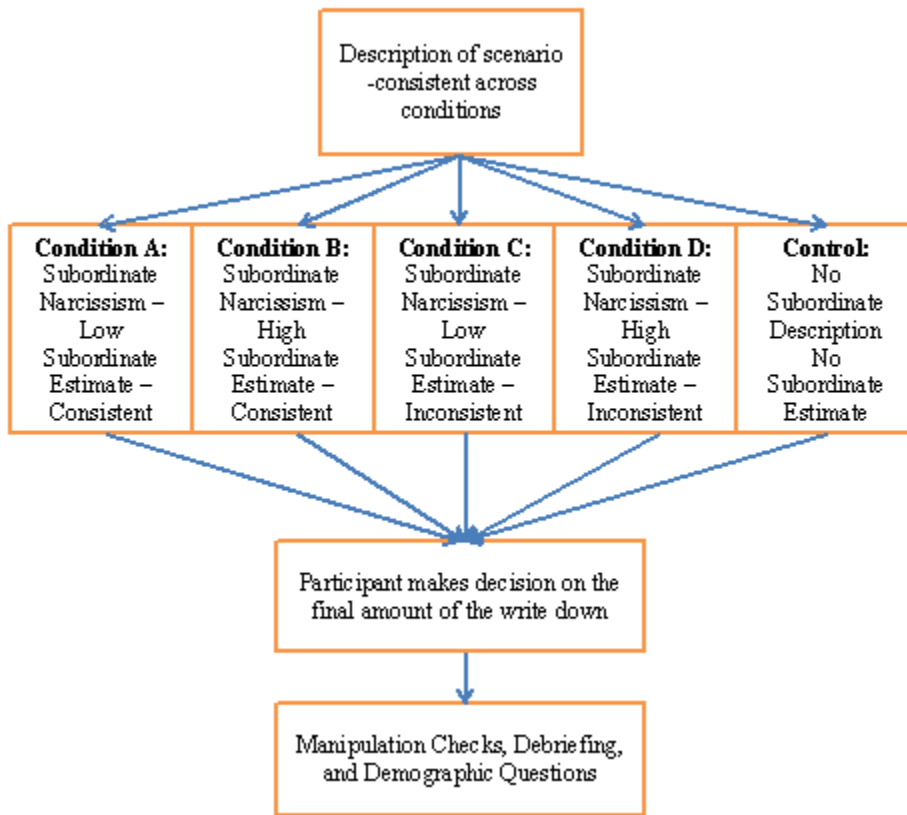 Description of scenario
-consistent across
conditions
Condition A:
Subordinate
Narcissism –
Low
Subordinate
Estimate –
Consistent
Condition B:
Subordinate
Narcissism –
High
Subordinate
Estimate –
Consistent
Condition C:
Subordinate
Narcissism –
Low
Subordinate
Estimate –
Inconsistent
Condition D:
Subordinate
Narcissism –
High
Subordinate
Estimate –
Inconsistent
Control:
No
Subordinate
Description
No
Subordinate
Estimate
Participant makes decision on the
final amount of the write down
Manipulation Checks, Debriefing,
and Demographic Questions